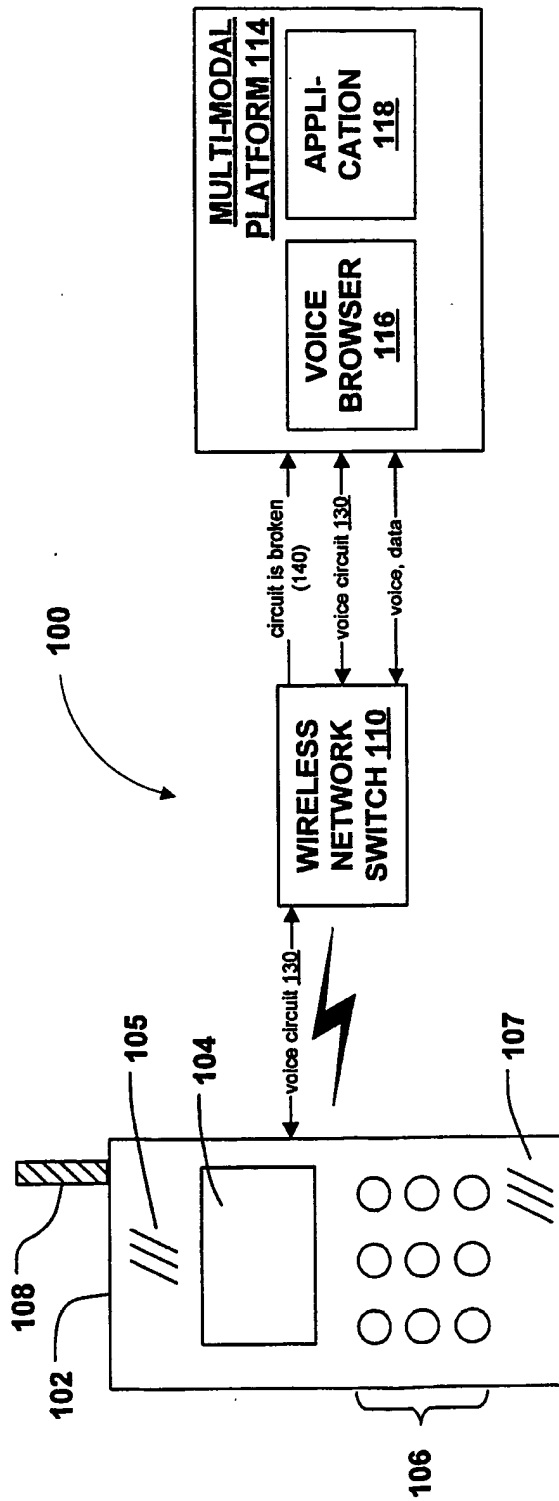 100
108
102
105
104
106
107
voice circuit 130
WIRELESS
NETWORK
SWITCH 110
circuit is broken
(140)
voice circuit 130
voice, data
MULTI-MODAL
PLATFORM 114
VOICE
BROWSER
116
APPLI-
CATION
118